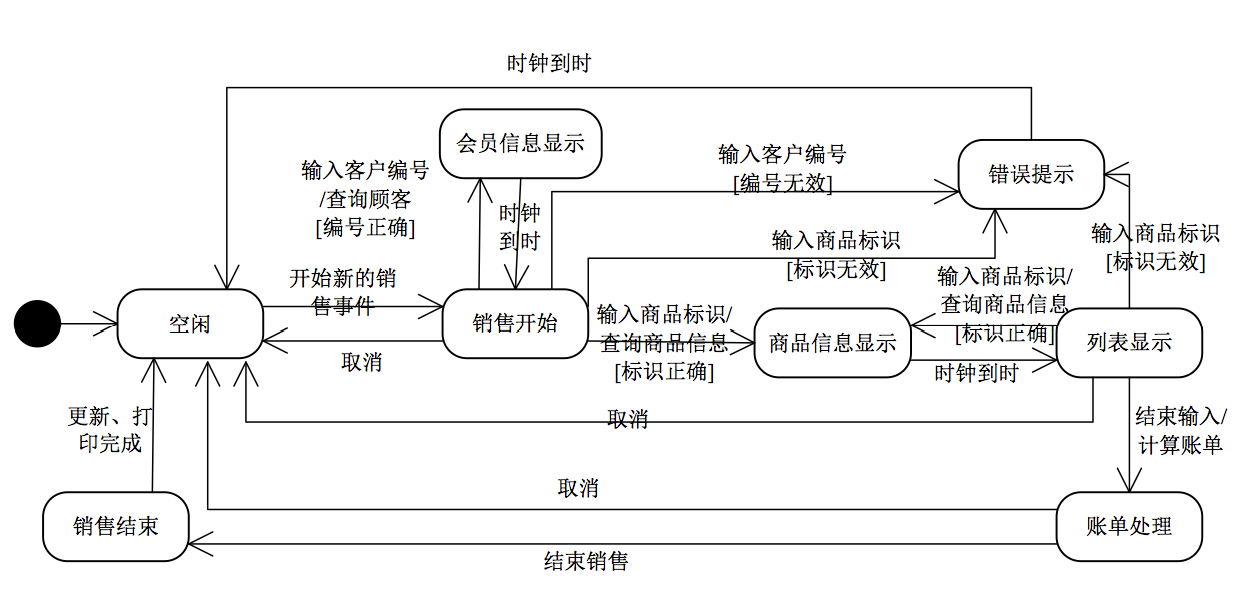 时钟到时
会员信息显示
输入客户编号
/查询顾客
[编号正确]
时钟
到时
输入客户编号
[编号无效]
错误提示
输入商品标识
[标识无效]
输入商品标识
[标识无效]
开始新的销
售事件
空闲
销售开始
取消
输入商品标识/
查询商品信息
[标识正确]
商品信息显示
输入商品标识/
查询商品信息
[标识正确]
列表显示
时钟到时
更新、打
印完成
取消
结束输入/
计算账单
取消
销售结束
账单处理
结束销售